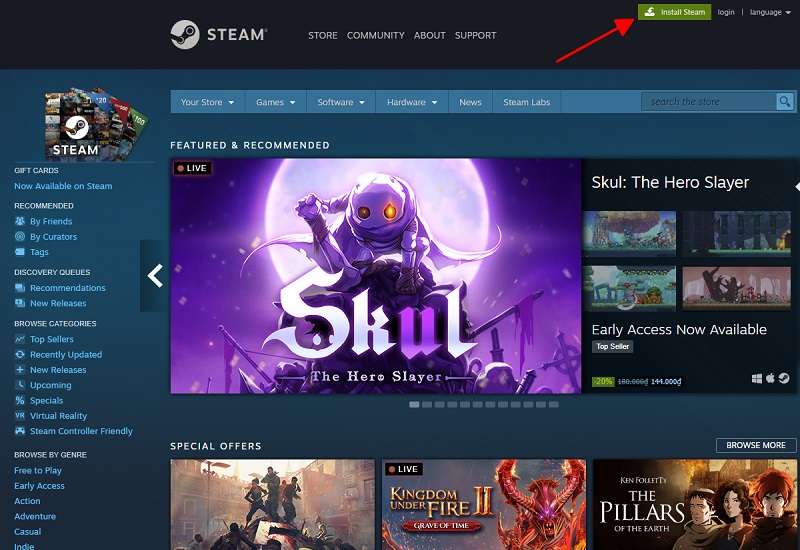 Install Steam
login | language
STEAM®
STORE COMMUNITY ABOUT SUPPORT
Your Store Games Software Hardware News Steam Labs
search the store
STEAM
$20
$100
GIFT CARDS
Now Available on Steam
RECOMMENDED
By Friends
By Curators
Tags
DISCOVERY QUEUES
Recommendations
New Releases
BROWSE CATEGORIES
Top Sellers
Recently Updated
New Releases
Upcoming
Specials
VR Virtual Reality
Steam Controller Friendly
BROWSE BY GENRE
Free to Play
Early Access
Action
Adventure
Casual
Indie
FEATURED & RECOMMENDED
LIVE
Skul
The Hero Slayer
Skul: The Hero Slayer
Early Access Now Available
Top Seller
-20% 180.000₫ 144.000₫
SPECIAL OFFERS
BROWSE MORE
LIVE
KINGDOM
UNDER FIRE II
GRAVE OF TIME
KEN FOLLETT'S
THE
PILLARS
OF THE EARTH